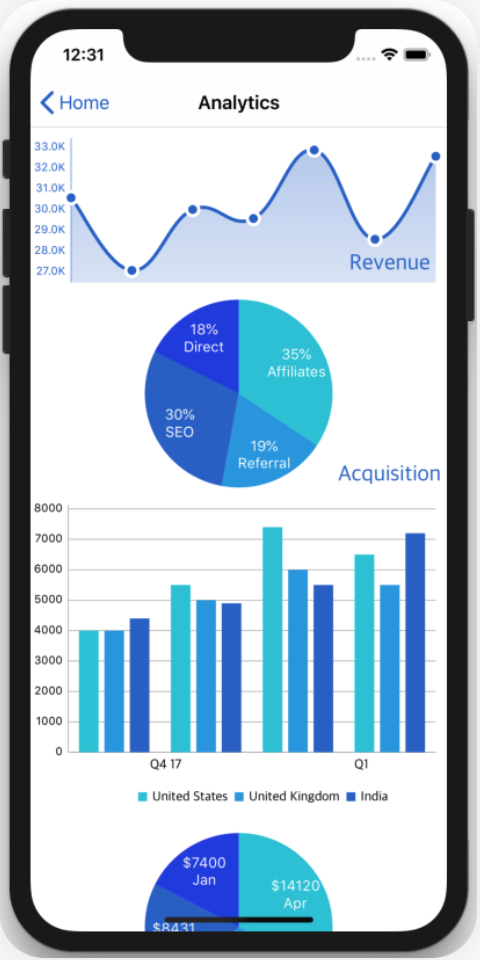 12:31
Home
Analytics
33.0K
32.0K
31.0K
30.0K
29.0K
28.0K
27.0K
Revenue
18%
Direct
35%
Affiliates
30%
SEO
19%
Referral
Acquisition
8000
7000
6000
5000
4000
3000
2000
1000
0
Q4 17
Q1
United States
United Kingdom
India
$7400
Jan
$14120
Apr
$8431